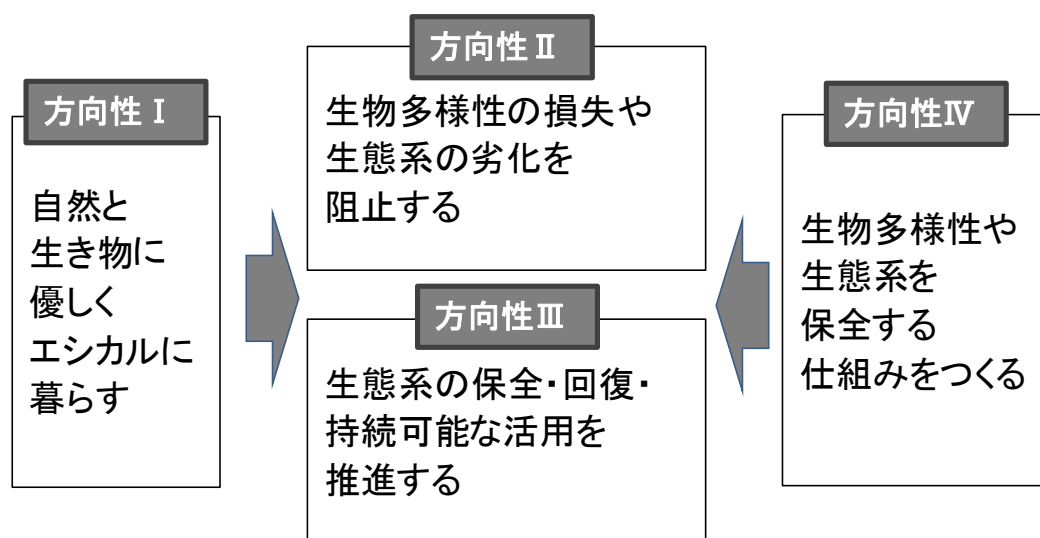 方向性Ⅰ
自然と
生き物に
優しく
エシカルに
暮らす
方向性Ⅱ
生物多様性の損失や
生態系の劣化を
阻止する
方向性Ⅲ
生態系の保全・回復・
持続可能な活用を
推進する
方向性Ⅳ
生物多様性や
生態系を
保全する
仕組みをつくる